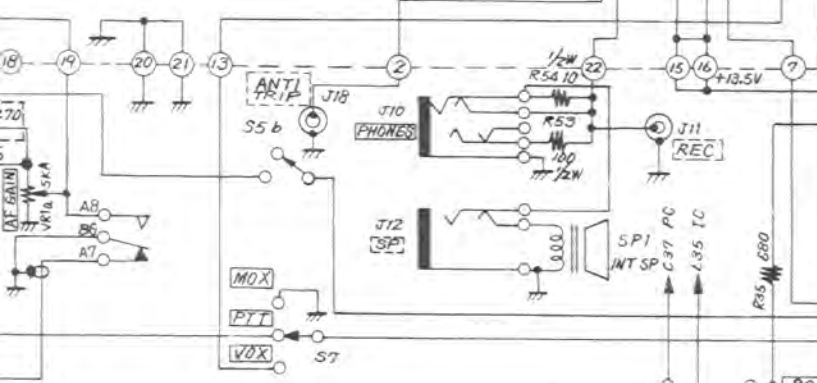 18
19
20
21
13
2
22
15
16
7
+13.5V
1/2W
R54 10
ANTI
TRIP
J18
J10
PHONES
R53
100
1/2W
J11
REC
S5b
270
5KA
AF GAIN
VR1a
A8
B6
A7
J12
SP
SP1
INT SP
C37 PC
L35 IC
R35 680
MOX
PTT
VOX
S7